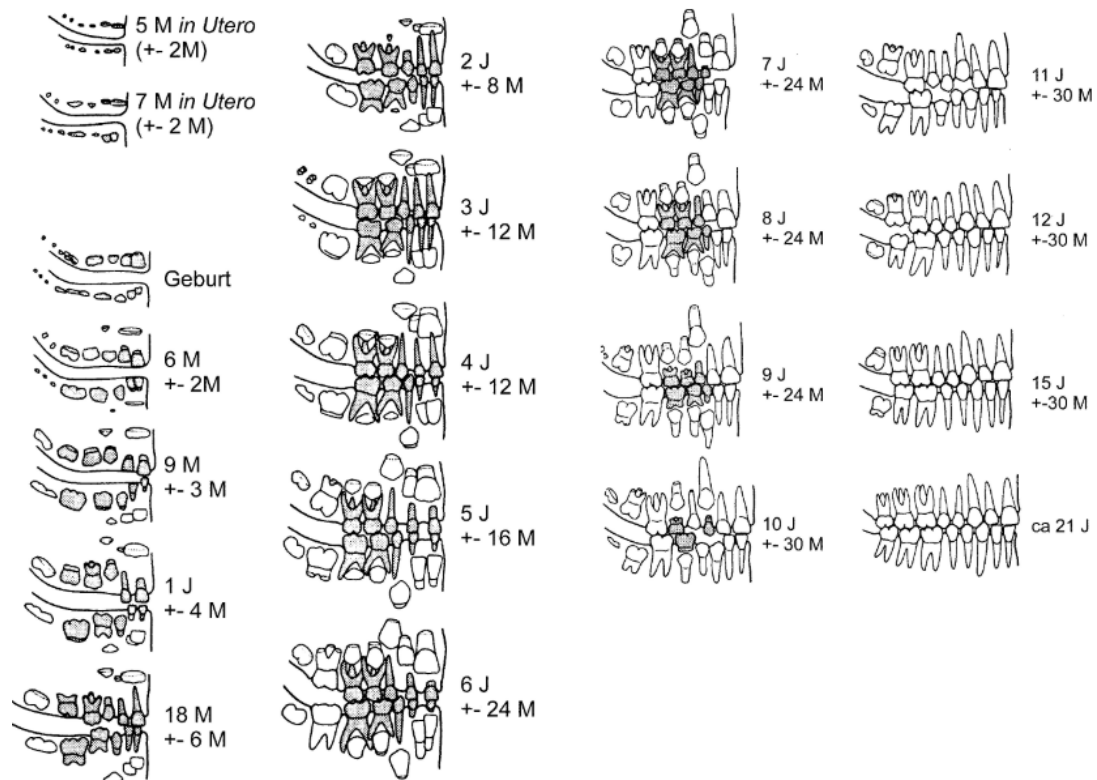 5 M in Utero
(+- 2M)
7 M in Utero
(+- 2 M)
Geburt
6 M
+- 2M
9 M
+- 3 M
1 J
+- 4 M
18 M
+- 6 M
2 J
+- 8 M
3 J
+- 12 M
4 J
+- 12 M
5 J
+- 16 M
6 J
+- 24 M
7 J
+- 24 M
8 J
+- 24 M
9 J
+- 24 M
10 J
+- 30 M
11 J
+- 30 M
12 J
+-30 M
15 J
+-30 M
ca 21 J